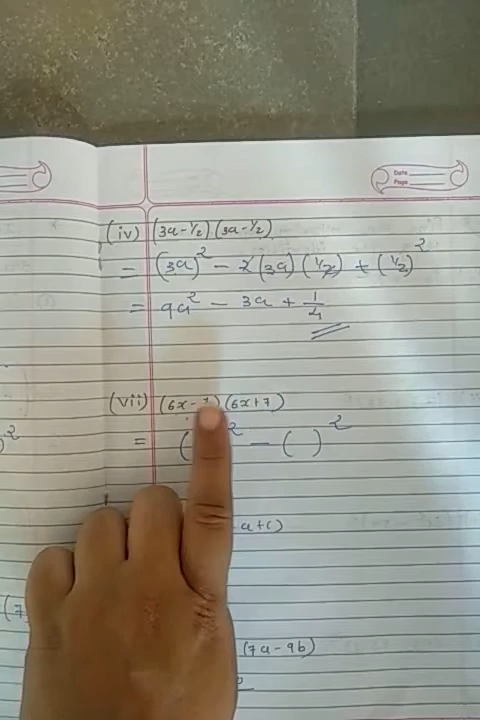 Date
Page
(iv) (3a-1/2)(3a-1/2)
= (3a)² - 2(3a)(1/2) + (1/2)²
= 9a² - 3a + 1/4
(vii) (6x-7)(6x+7)
= ( ² - ( )²
a+c)
(7
(7a-9b)